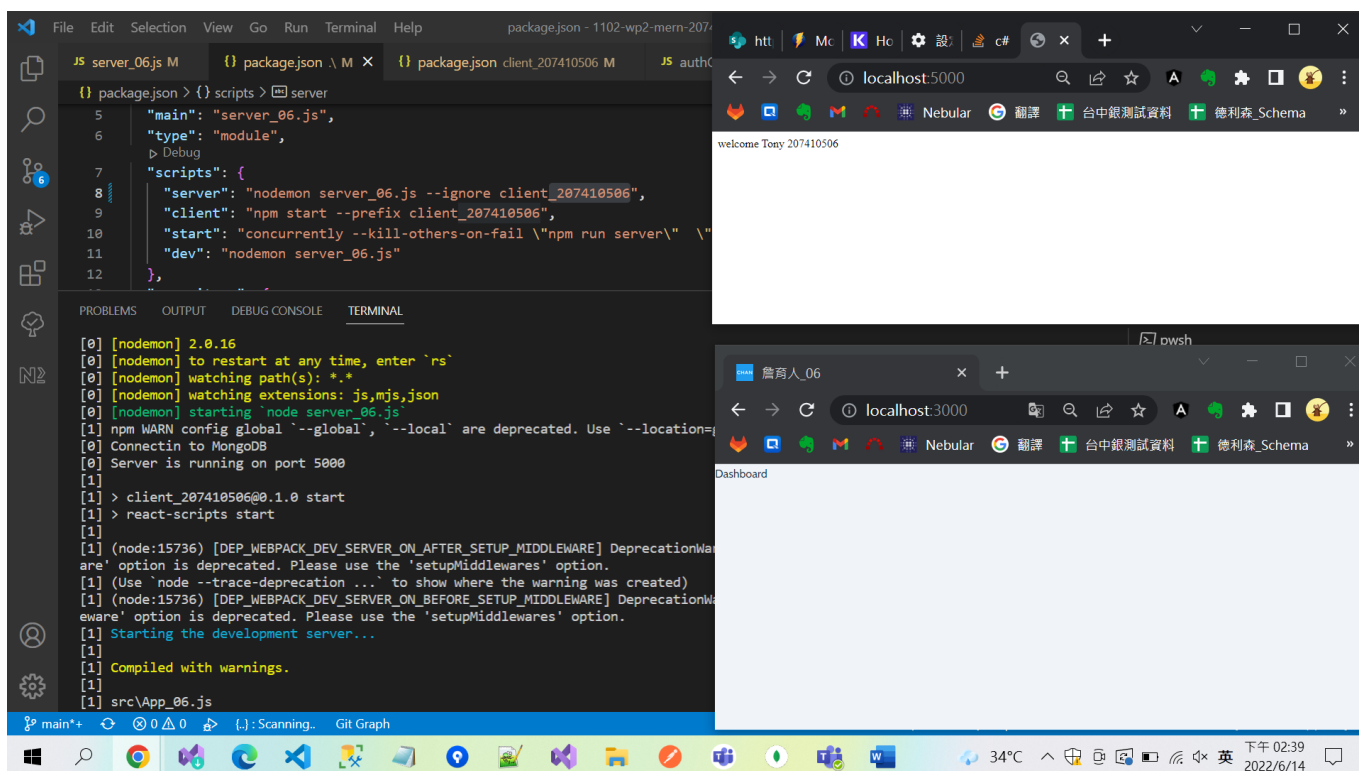 File Edit Selection View Go Run Terminal Help package.json - 1102-wp2-mern-2074
JS server_06.js M {} package.json .\ M × {} package.json client_207410506 M JS auth
{} package.json > {} scripts > server
5 "main": "server_06.js",
6 "type": "module",
▷ Debug
7 "scripts": {
8 "server": "nodemon server_06.js --ignore client_207410506",
9 "client": "npm start --prefix client_207410506",
10 "start": "concurrently --kill-others-on-fail \"npm run server\" \"
11 "dev": "nodemon server_06.js"
12 },
6
PROBLEMS OUTPUT DEBUG CONSOLE TERMINAL
pwsh
[0] [nodemon] 2.0.16
[0] [nodemon] to restart at any time, enter `rs`
[0] [nodemon] watching path(s): *.*
[0] [nodemon] watching extensions: js,mjs,json
[0] [nodemon] starting `node server_06.js`
[1] npm WARN config global `--global`, `--local` are deprecated. Use `--location=
[0] Connectin to MongoDB
[0] Server is running on port 5000
[1]
[1] > client_207410506@0.1.0 start
[1] > react-scripts start
[1]
[1] (node:15736) [DEP_WEBPACK_DEV_SERVER_ON_AFTER_SETUP_MIDDLEWARE] DeprecationWa
are' option is deprecated. Please use the 'setupMiddlewares' option.
[1] (Use `node --trace-deprecation ...` to show where the warning was created)
[1] (node:15736) [DEP_WEBPACK_DEV_SERVER_ON_BEFORE_SETUP_MIDDLEWARE] DeprecationW
eware' option is deprecated. Please use the 'setupMiddlewares' option.
[1] Starting the development server...
[1]
[1] Compiled with warnings.
[1]
[1] src\App_06.js
main*+ 0 0 {..} : Scanning.. Git Graph
htt Mc Ho c#
localhost:5000
Nebular 翻譯 台中銀測試資料 德利森_Schema »
welcome Tony 207410506
CHAN 詹育人_06
localhost:3000
Nebular 翻譯 台中銀測試資料 德利森_Schema »
Dashboard
34°C 英 下午 02:39
2022/6/14